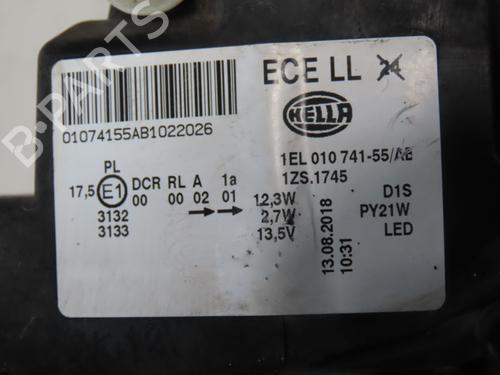 ECE LL 24
01074155AB1022026
HELLA
1EL 010 741-55/AB
1ZS.1745
PL
17,5 E1 DCR RL A 1a
00 00 02 01
3132
3133
12,3W
2,7W
13,5V
D1S
PY21W
LED
13.08.2018
10:31
B-PARTS